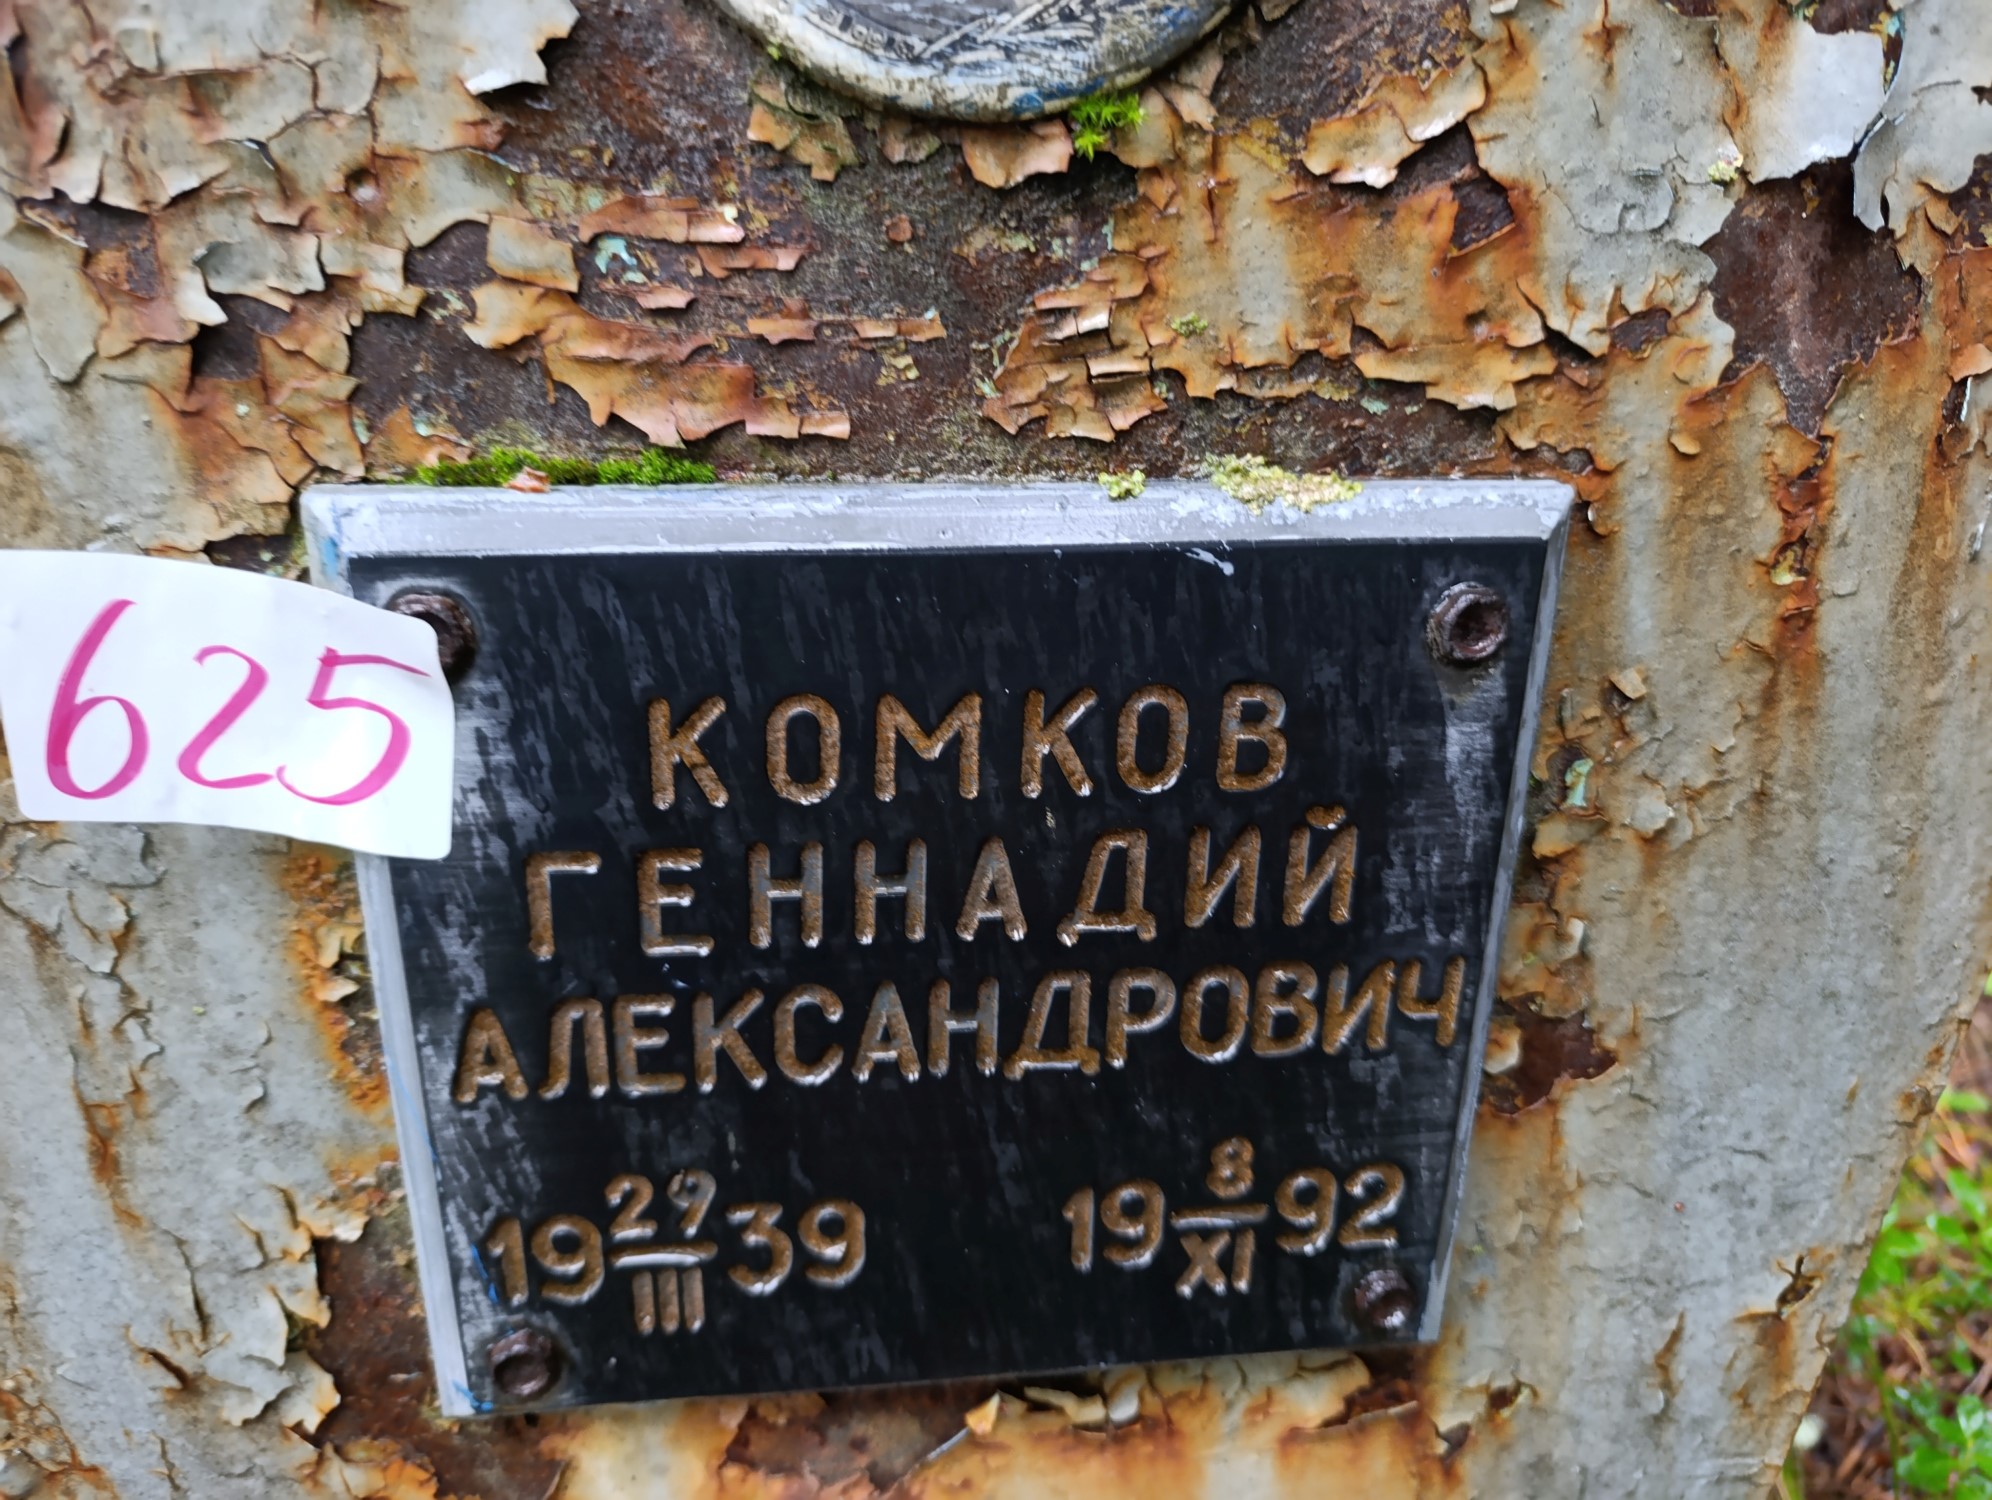 625
КОМКОВ
ГЕННАДИЙ
АЛЕКСАНДРОВИЧ
19 29/III 39 19 8/XI 92